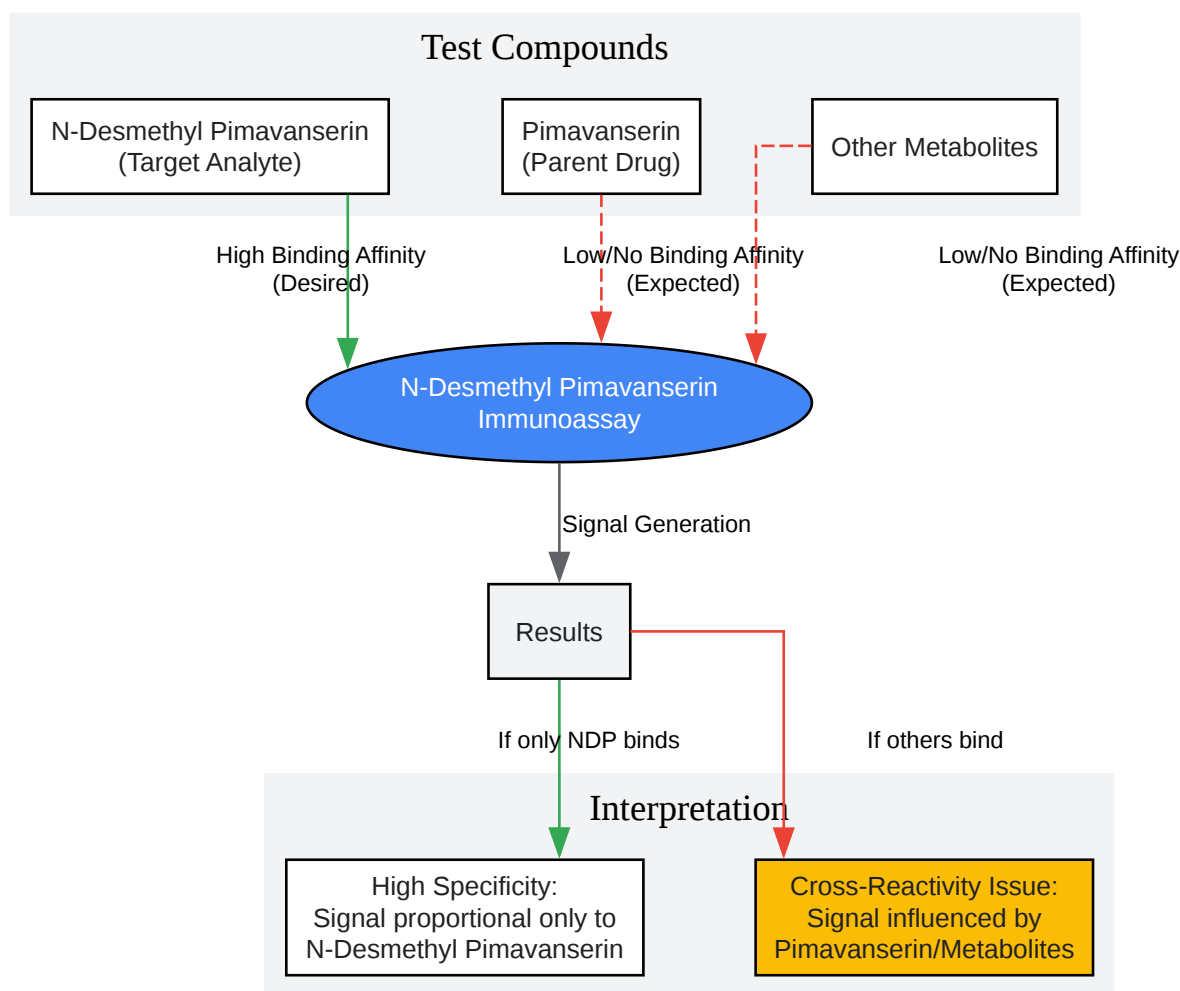 Test Compounds
N-Desmethyl Pimavanserin
(Target Analyte)
Pimavanserin
(Parent Drug)
Other Metabolites
High Binding Affinity
(Desired)
Low/No Binding Affinity
(Expected)
Low/No Binding Affinity
(Expected)
N-Desmethyl Pimavanserin
Immunoassay
Signal Generation
Results
If only NDP binds
If others bind
Interpretation
High Specificity:
Signal proportional only to
N-Desmethyl Pimavanserin
Cross-Reactivity Issue:
Signal influenced by
Pimavanserin/Metabolites